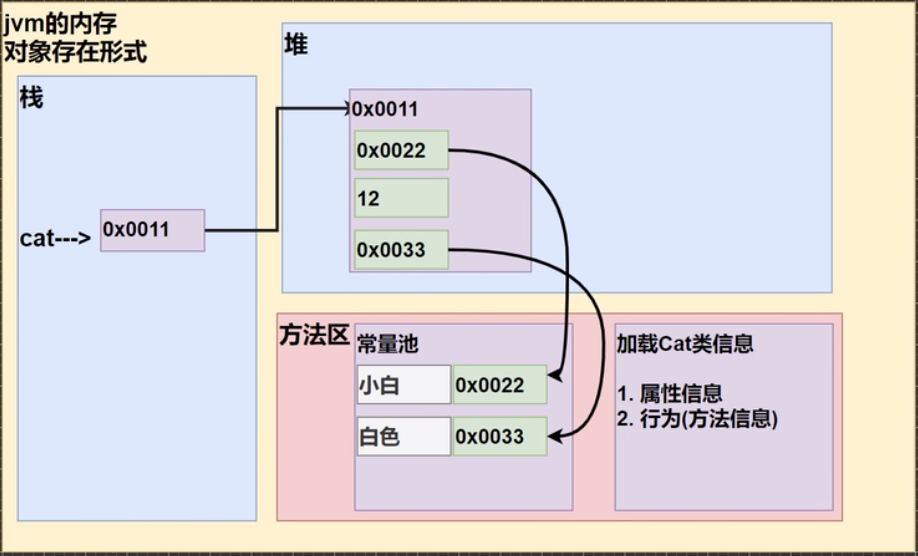 jvm的内存
对象存在形式
栈
cat--->
0x0011
堆
0x0011
0x0022
12
0x0033
方法区
常量池
小白
0x0022
白色
0x0033
加载Cat类信息
1. 属性信息
2. 行为(方法信息)